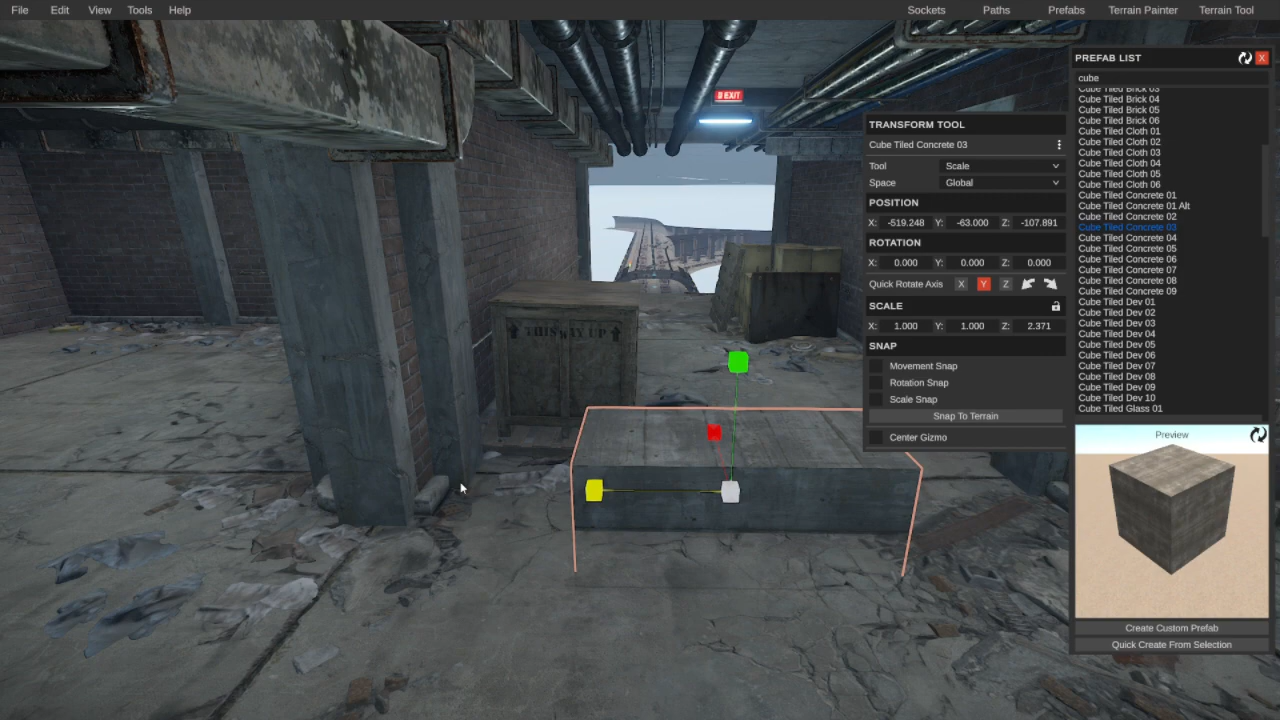 File Edit View Tools Help Sockets Paths Prefabs Terrain Painter Terrain Tool
EXIT
THIS WAY UP
TRANSFORM TOOL
Cube Tiled Concrete 03
Tool Scale
Space Global
POSITION
X: -519.248 Y: -63.000 Z: -107.891
ROTATION
X: 0.000 Y: 0.000 Z: 0.000
Quick Rotate Axis X Y Z
SCALE
X: 1.000 Y: 1.000 Z: 2.371
SNAP
Movement Snap
Rotation Snap
Scale Snap
Snap To Terrain
Center Gizmo
PREFAB LIST X
cube
Cube Tiled Brick 03
Cube Tiled Brick 04
Cube Tiled Brick 05
Cube Tiled Brick 06
Cube Tiled Cloth 01
Cube Tiled Cloth 02
Cube Tiled Cloth 03
Cube Tiled Cloth 04
Cube Tiled Cloth 05
Cube Tiled Cloth 06
Cube Tiled Concrete 01
Cube Tiled Concrete 01 Alt
Cube Tiled Concrete 02
Cube Tiled Concrete 03
Cube Tiled Concrete 04
Cube Tiled Concrete 05
Cube Tiled Concrete 06
Cube Tiled Concrete 07
Cube Tiled Concrete 08
Cube Tiled Concrete 09
Cube Tiled Dev 01
Cube Tiled Dev 02
Cube Tiled Dev 03
Cube Tiled Dev 04
Cube Tiled Dev 05
Cube Tiled Dev 06
Cube Tiled Dev 07
Cube Tiled Dev 08
Cube Tiled Dev 09
Cube Tiled Dev 10
Cube Tiled Glass 01
Preview
Create Custom Prefab
Quick Create From Selection